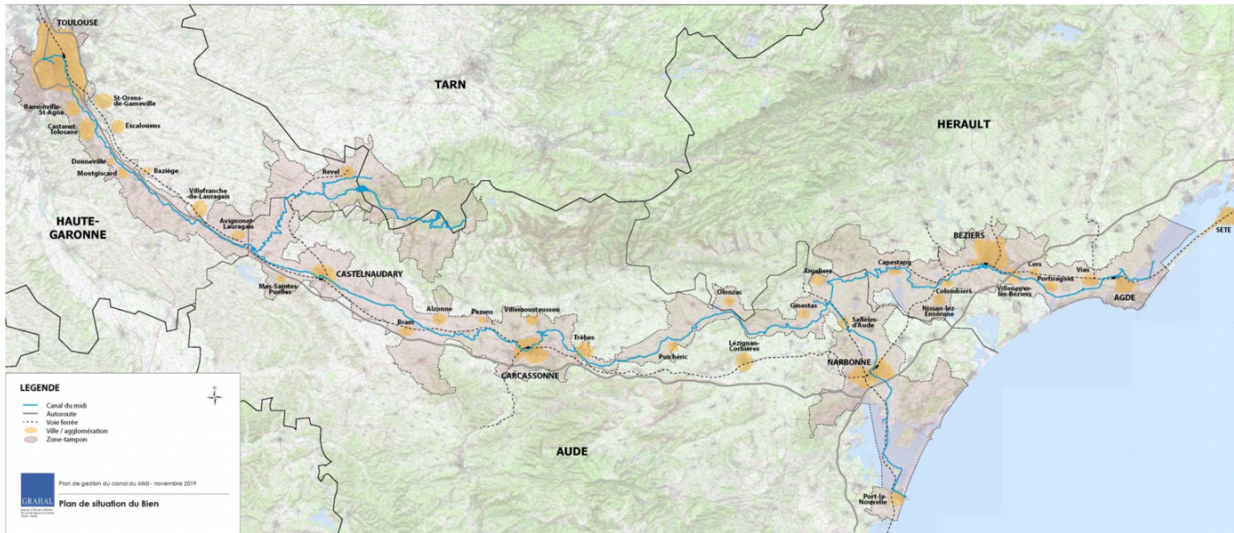 TOULOUSE
St-Orens-
de-Gameville
Ramonville-
St-Agne
Castanet-
Tolosane
Escalquens
Donneville
Montgiscard
Baziège
Villefranche
-de-Lauragais
Avignonet-
Lauragais
HAUTE-
GARONNE
TARN
HERAULT
AUDE
Revel
Mas-Saintes-
Puelles
CASTELNAUDARY
Bram
Alzonne
Pezens
Villemoustaussou
CARCASSONNE
Trèbes
Puichéric
Olonzac
Lézignan-
Corbières
Argeliers
Ginestas
Sallèles-
d'Aude
NARBONNE
Port-la-
Nouvelle
Capestang
Nissan-lez-
Ensérune
Colombiers
BEZIERS
Villeneuve-
lès-Béziers
Cers
Portiragnes
Vias
AGDE
SETE
LEGENDE
Canal du midi
Autoroute
Voie ferrée
Ville / agglomération
Zone-tampon
GRAHAL
Plan de gestion du canal du Midi - novembre 2019
Plan de situation du Bien